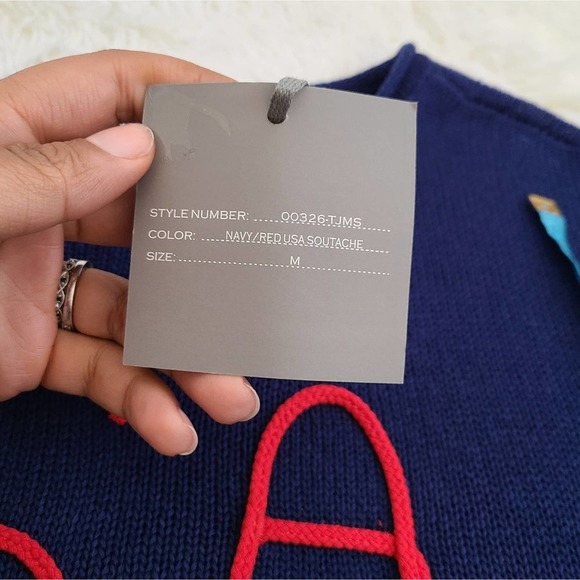 STYLE NUMBER: 00326-TJMS
COLOR: NAVY/RED USA SOUTACHE
SIZE: M
A